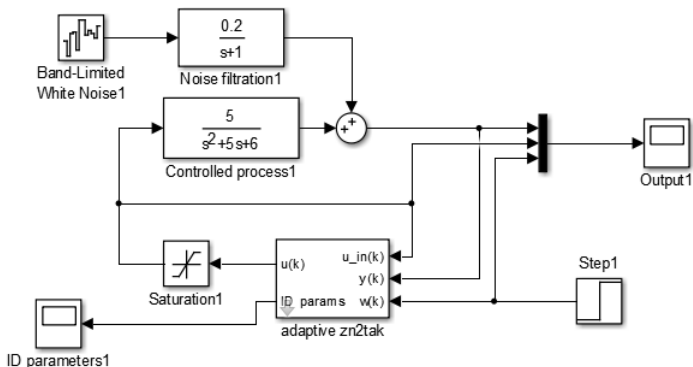 0.2
s+1
Band-Limited
White Noise1
Noise filtration1
5
s²+5s+6
+
+
Controlled process1
Output1
u(k)
u_in(k)
y(k)
w(k)
ID params
Step1
Saturation1
adaptive zn2tak
ID parameters1